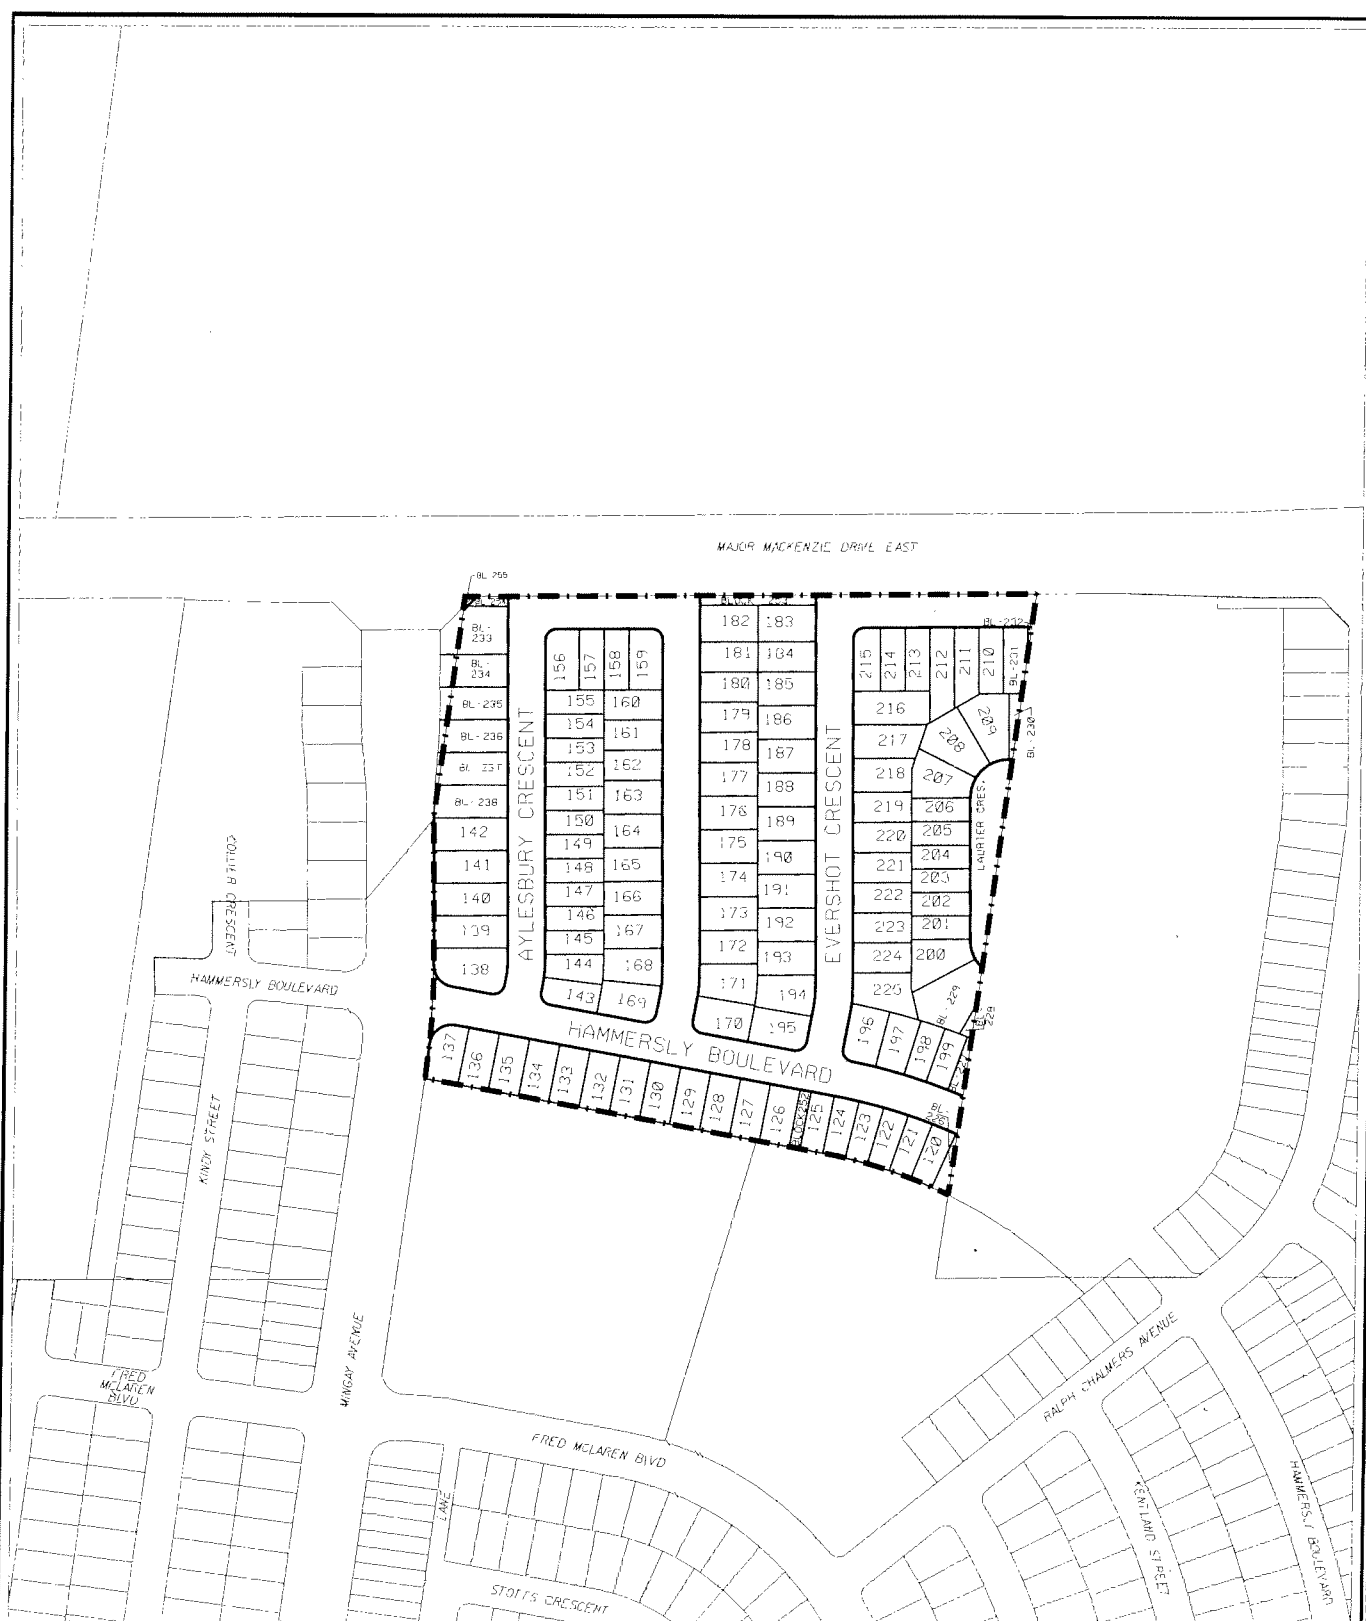 MAJOR MACKENZIE DRIVE EAST
BL 255
BL-232
182 183
BL-
233
181 184
BL-
234
156
157
158
159
215
214
213
212
211
210
BL-231
180 185
BL-235
155 160
216
209
179 186
154 161
BL-236
153
217
208
BL-230
178 187
152 162
218
207
177 188
BL-238
151 163
219
206
176 189
142
150 164
220
205
175 190
149
204
141
148 165
221
203
174 191
140
147 166
222
202
173 192
139
146 167
223
201
172 193
145
224
200
138
144 168
171 194
225
BL-229
143 169
170 195
AYLESBURY CRESCENT
EVERSHOT CRESCENT
LAURIER CRES.
COLLIER CRESCENT
HAMMERSLY BOULEVARD
HAMMERSLY BOULEVARD
196
197
198
199
BL-
228
137
136
135
134
133
132
131
130
129
128
127
126
BLOCK252
125
124
123
122
121
120
KINDY STREET
MINGAY AVENUE
FRED
MCLAREN
BLVD
FRED MCLAREN BLVD
LANE
STOTTS CRESCENT
RALPH CHALMERS AVENUE
KENTLAND STREET
HAMMERSLY BOULEVARD